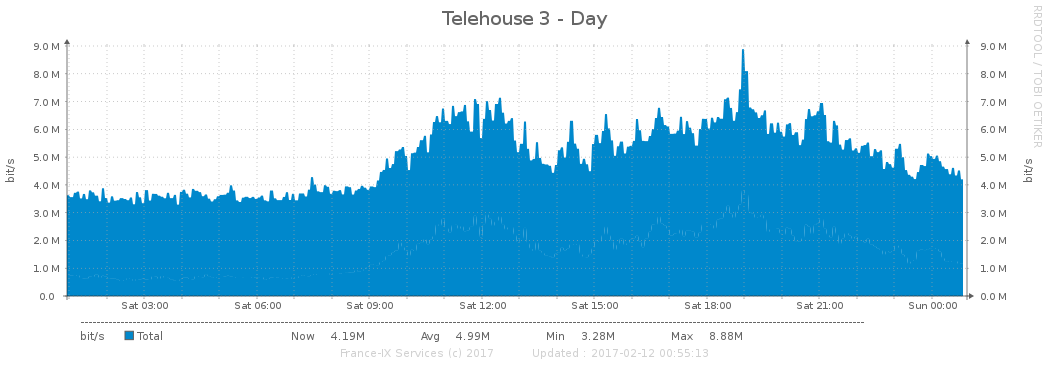 Telehouse 3 - Day
RRDTOOL / TOBI OETIKER
9.0 M 9.0 M
8.0 M 8.0 M
7.0 M 7.0 M
6.0 M 6.0 M
5.0 M 5.0 M
4.0 M 4.0 M
3.0 M 3.0 M
2.0 M 2.0 M
1.0 M 1.0 M
0.0 0.0 M
bit/s
bit/s
Sat 03:00 Sat 06:00 Sat 09:00 Sat 12:00 Sat 15:00 Sat 18:00 Sat 21:00 Sun 00:00
bit/s Total Now 4.19M Avg 4.99M Min 3.28M Max 8.88M
France-IX Services (c) 2017 Updated : 2017-02-12 00:55:13